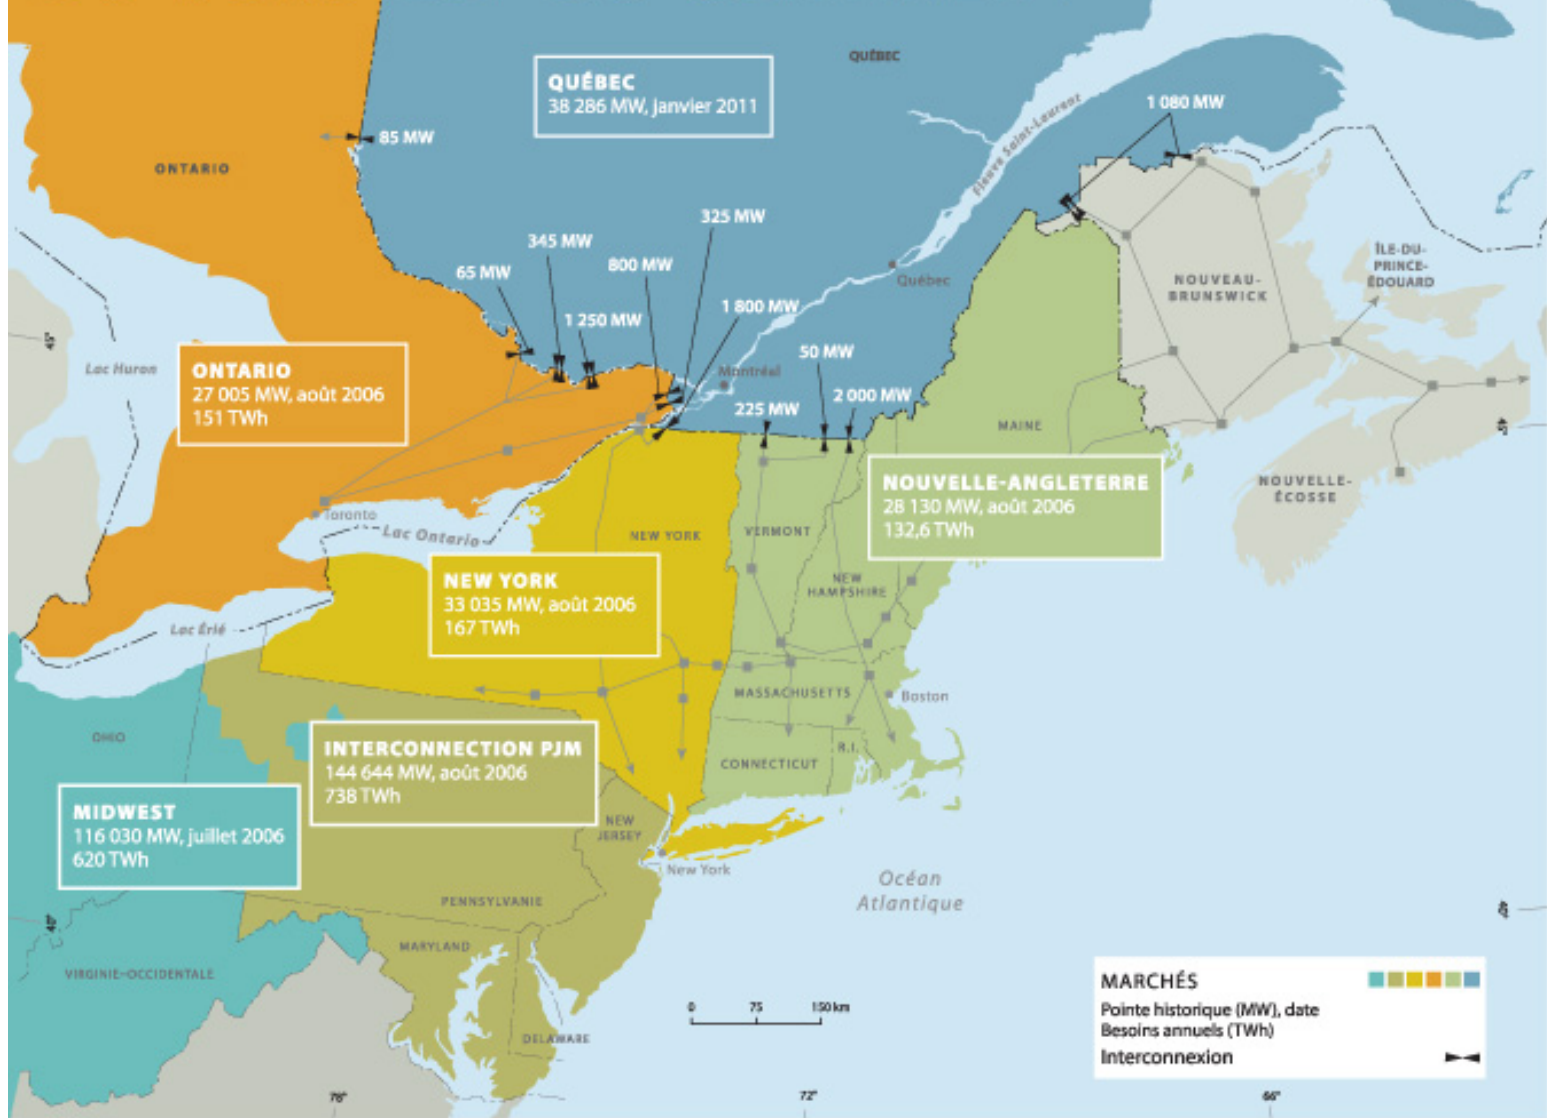 QUÉBEC
QUÉBEC
38 286 MW, janvier 2011
1 080 MW
Fleuve Saint-Laurent
85 MW
ONTARIO
325 MW
345 MW
800 MW
65 MW
1 800 MW
1 250 MW
Québec
NOUVEAU-
BRUNSWICK
ÎLE-DU-
PRINCE-
ÉDOUARD
45°
Lac Huron
ONTARIO
27 005 MW, août 2006
151 TWh
50 MW
Montréal
2 000 MW
225 MW
MAINE
45°
NOUVELLE-ANGLETERRE
28 130 MW, août 2006
132,6 TWh
NOUVELLE-
ÉCOSSE
Toronto
Lac Ontario
NEW YORK
VERMONT
NEW YORK
33 035 MW, août 2006
167 TWh
NEW
HAMPSHIRE
Lac Érié
MASSACHUSETTS
Boston
OHIO
INTERCONNECTION PJM
144 644 MW, août 2006
738 TWh
CONNECTICUT
R.I.
MIDWEST
116 030 MW, juillet 2006
620 TWh
NEW
JERSEY
New York
Océan
Atlantique
PENNSYLVANIE
40°
40°
MARYLAND
VIRGINIE-OCCIDENTALE
DELAWARE
0 75 150 km
MARCHÉS
Pointe historique (MW), date
Besoins annuels (TWh)
Interconnexion
78°
72°
66°